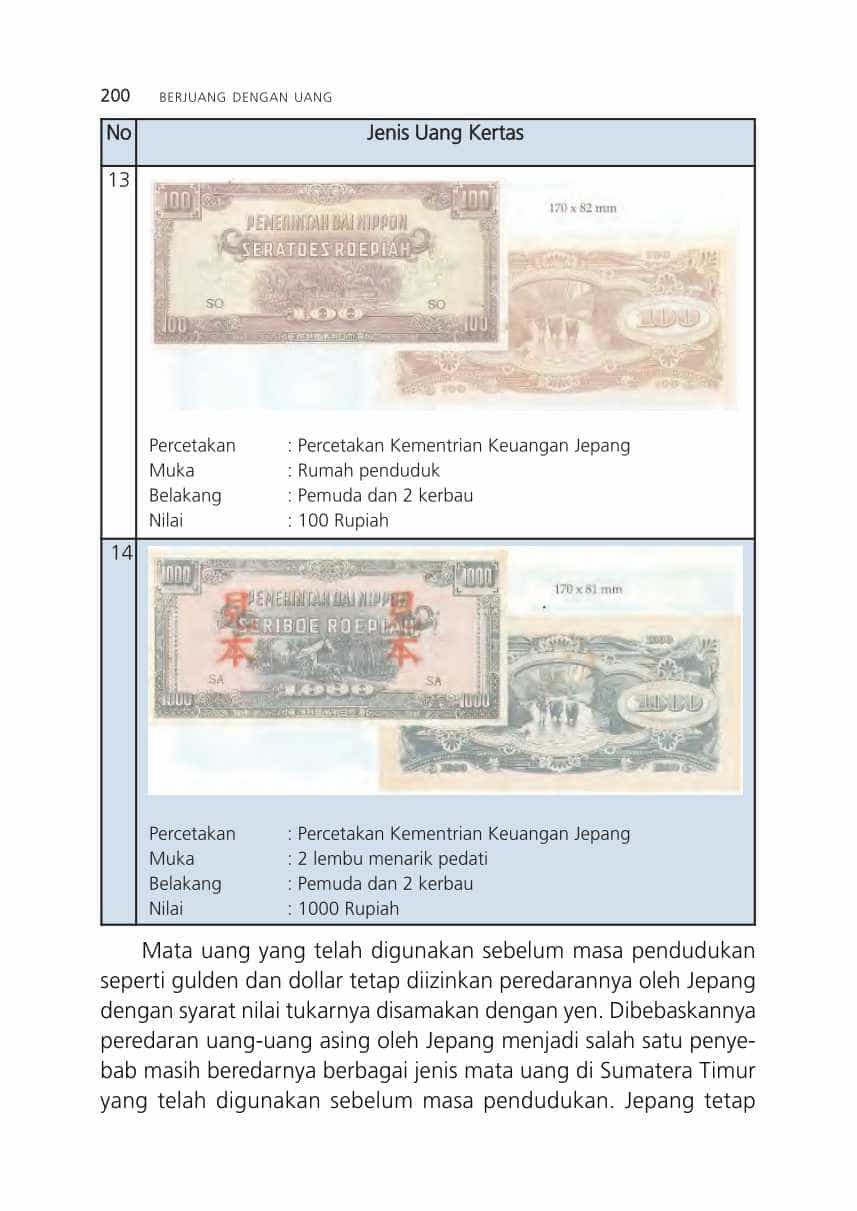 200 BERJUANG DENGAN UANG
No Jenis Uang Kertas
13
100 100
170 x 82 mm
PEMERINTAH DAI NIPPON
SERATOES ROEPIAH
SO SO
100
100 100
100
Percetakan : Percetakan Kementrian Keuangan Jepang
Muka : Rumah penduduk
Belakang : Pemuda dan 2 kerbau
Nilai : 100 Rupiah
14
1000 1000
170 x 81 mm
PEMERINTAH DAI NIPPON
SERIBOE ROEPIAH
見本 見本
SA SA
1000
1000 1000
1000
Percetakan : Percetakan Kementrian Keuangan Jepang
Muka : 2 lembu menarik pedati
Belakang : Pemuda dan 2 kerbau
Nilai : 1000 Rupiah
Mata uang yang telah digunakan sebelum masa pendudukan
seperti gulden dan dollar tetap diizinkan peredarannya oleh Jepang
dengan syarat nilai tukarnya disamakan dengan yen. Dibebaskannya
peredaran uang-uang asing oleh Jepang menjadi salah satu penye-
bab masih beredarnya berbagai jenis mata uang di Sumatera Timur
yang telah digunakan sebelum masa pendudukan. Jepang tetap